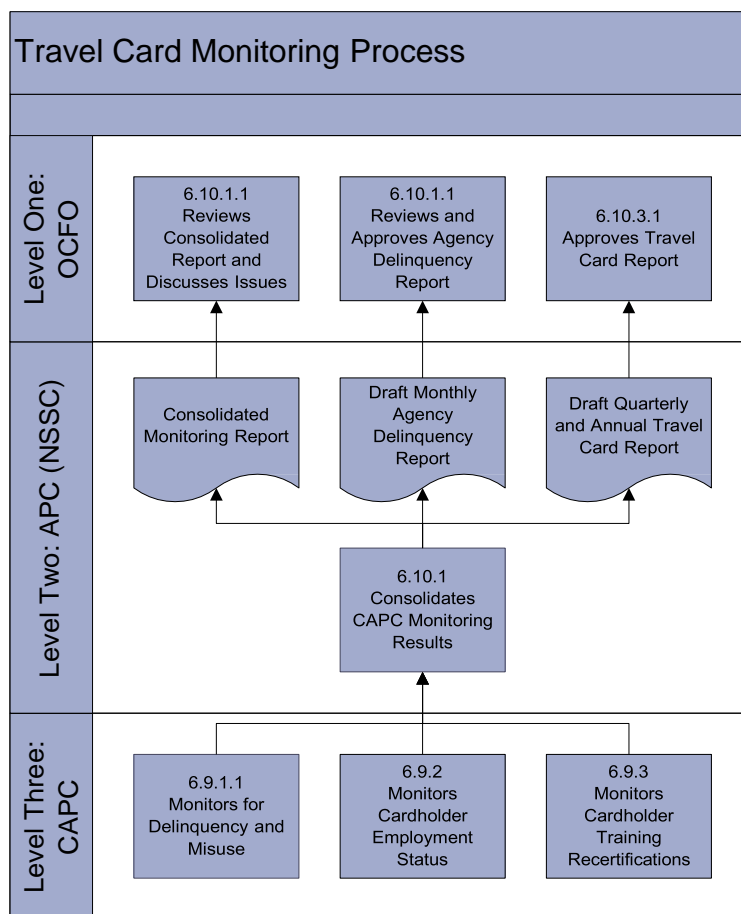 Travel Card Monitoring Process
Level One:
OCFO
6.10.1.1
Reviews
Consolidated
Report and
Discusses Issues
6.10.1.1
Reviews and
Approves Agency
Delinquency
Report
6.10.3.1
Approves Travel
Card Report
Level Two: APC (NSSC)
Consolidated
Monitoring Report
Draft Monthly
Agency
Delinquency
Report
Draft Quarterly
and Annual Travel
Card Report
6.10.1
Consolidates
CAPC Monitoring
Results
Level Three:
CAPC
6.9.1.1
Monitors for
Delinquency and
Misuse
6.9.2
Monitors
Cardholder
Employment
Status
6.9.3
Monitors
Cardholder
Training
Recertifications